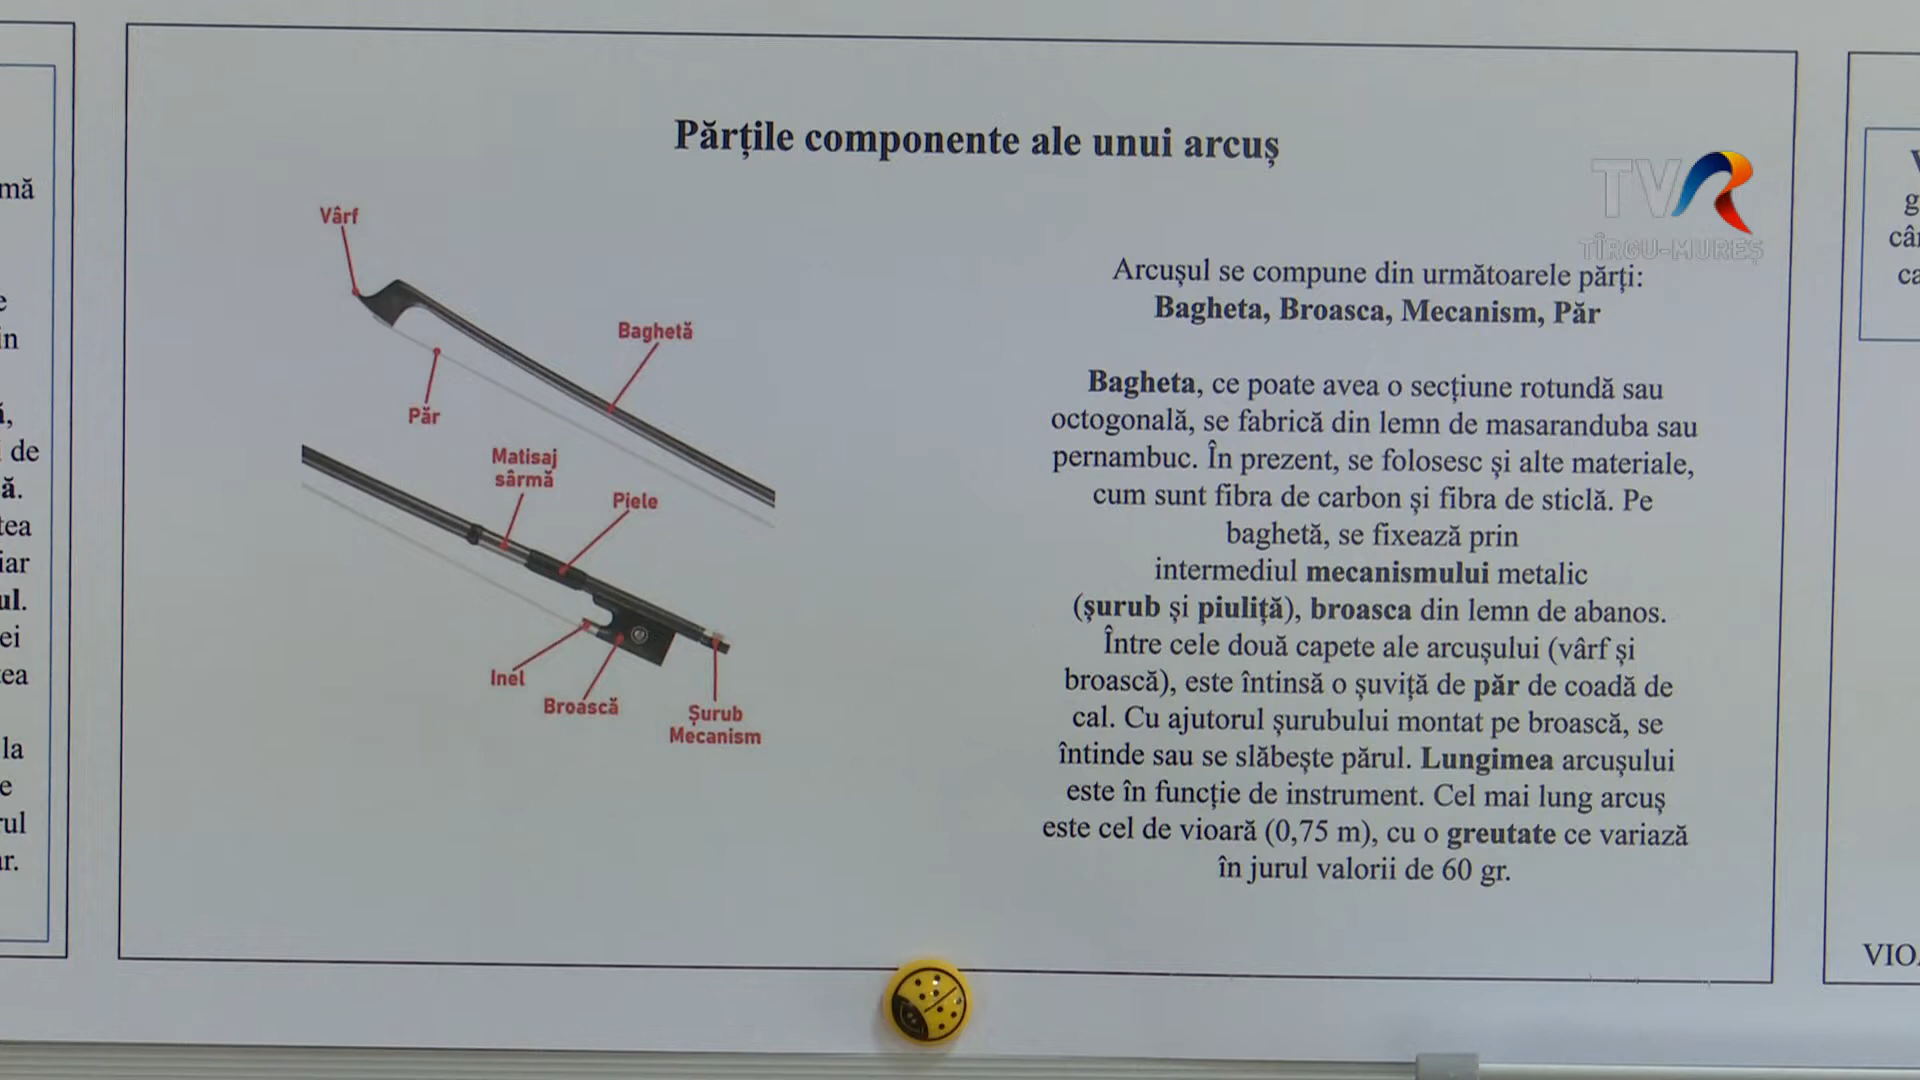 Părțile componente ale unui arcuș
TVR
TÎRGU-MUREȘ
Vârf
Baghetă
Păr
Matisaj
sârmă
Piele
Inel
Broască
Șurub
Mecanism
Arcușul se compune din următoarele părți:
Bagheta, Broasca, Mecanism, Păr
Bagheta, ce poate avea o secțiune rotundă sau
octogonală, se fabrică din lemn de masaranduba sau
pernambuc. În prezent, se folosesc și alte materiale,
cum sunt fibra de carbon și fibra de sticlă. Pe
baghetă, se fixează prin
intermediul mecanismului metalic
(șurub și piuliță), broasca din lemn de abanos.
Între cele două capete ale arcușului (vârf și
broască), este întinsă o șuviță de păr de coadă de
cal. Cu ajutorul șurubului montat pe broască, se
întinde sau se slăbește părul. Lungimea arcușului
este în funcție de instrument. Cel mai lung arcuș
este cel de vioară (0,75 m), cu o greutate ce variază
în jurul valorii de 60 gr.